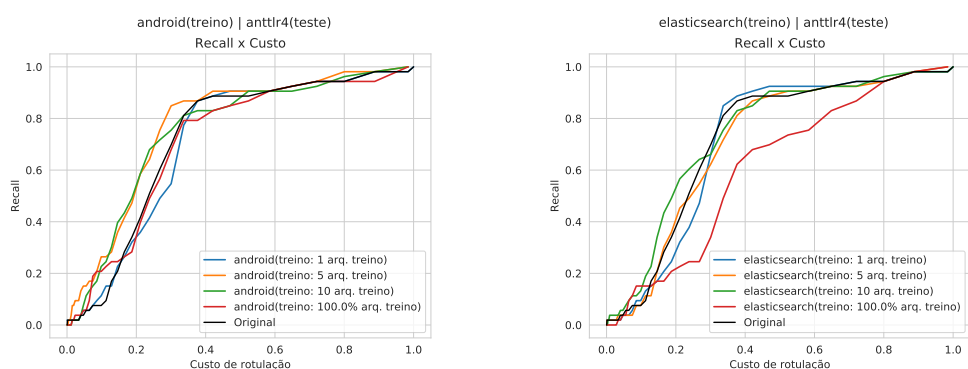 android(treino) | anttlr4(teste)
Recall x Custo
1.0
0.8
0.6
0.4
0.2
0.0
Recall
android(treino: 1 arq. treino)
android(treino: 5 arq. treino)
android(treino: 10 arq. treino)
android(treino: 100.0% arq. treino)
Original
0.0 0.2 0.4 0.6 0.8 1.0
Custo de rotulação
elasticsearch(treino) | anttlr4(teste)
Recall x Custo
1.0
0.8
0.6
0.4
0.2
0.0
Recall
elasticsearch(treino: 1 arq. treino)
elasticsearch(treino: 5 arq. treino)
elasticsearch(treino: 10 arq. treino)
elasticsearch(treino: 100.0% arq. treino)
Original
0.0 0.2 0.4 0.6 0.8 1.0
Custo de rotulação